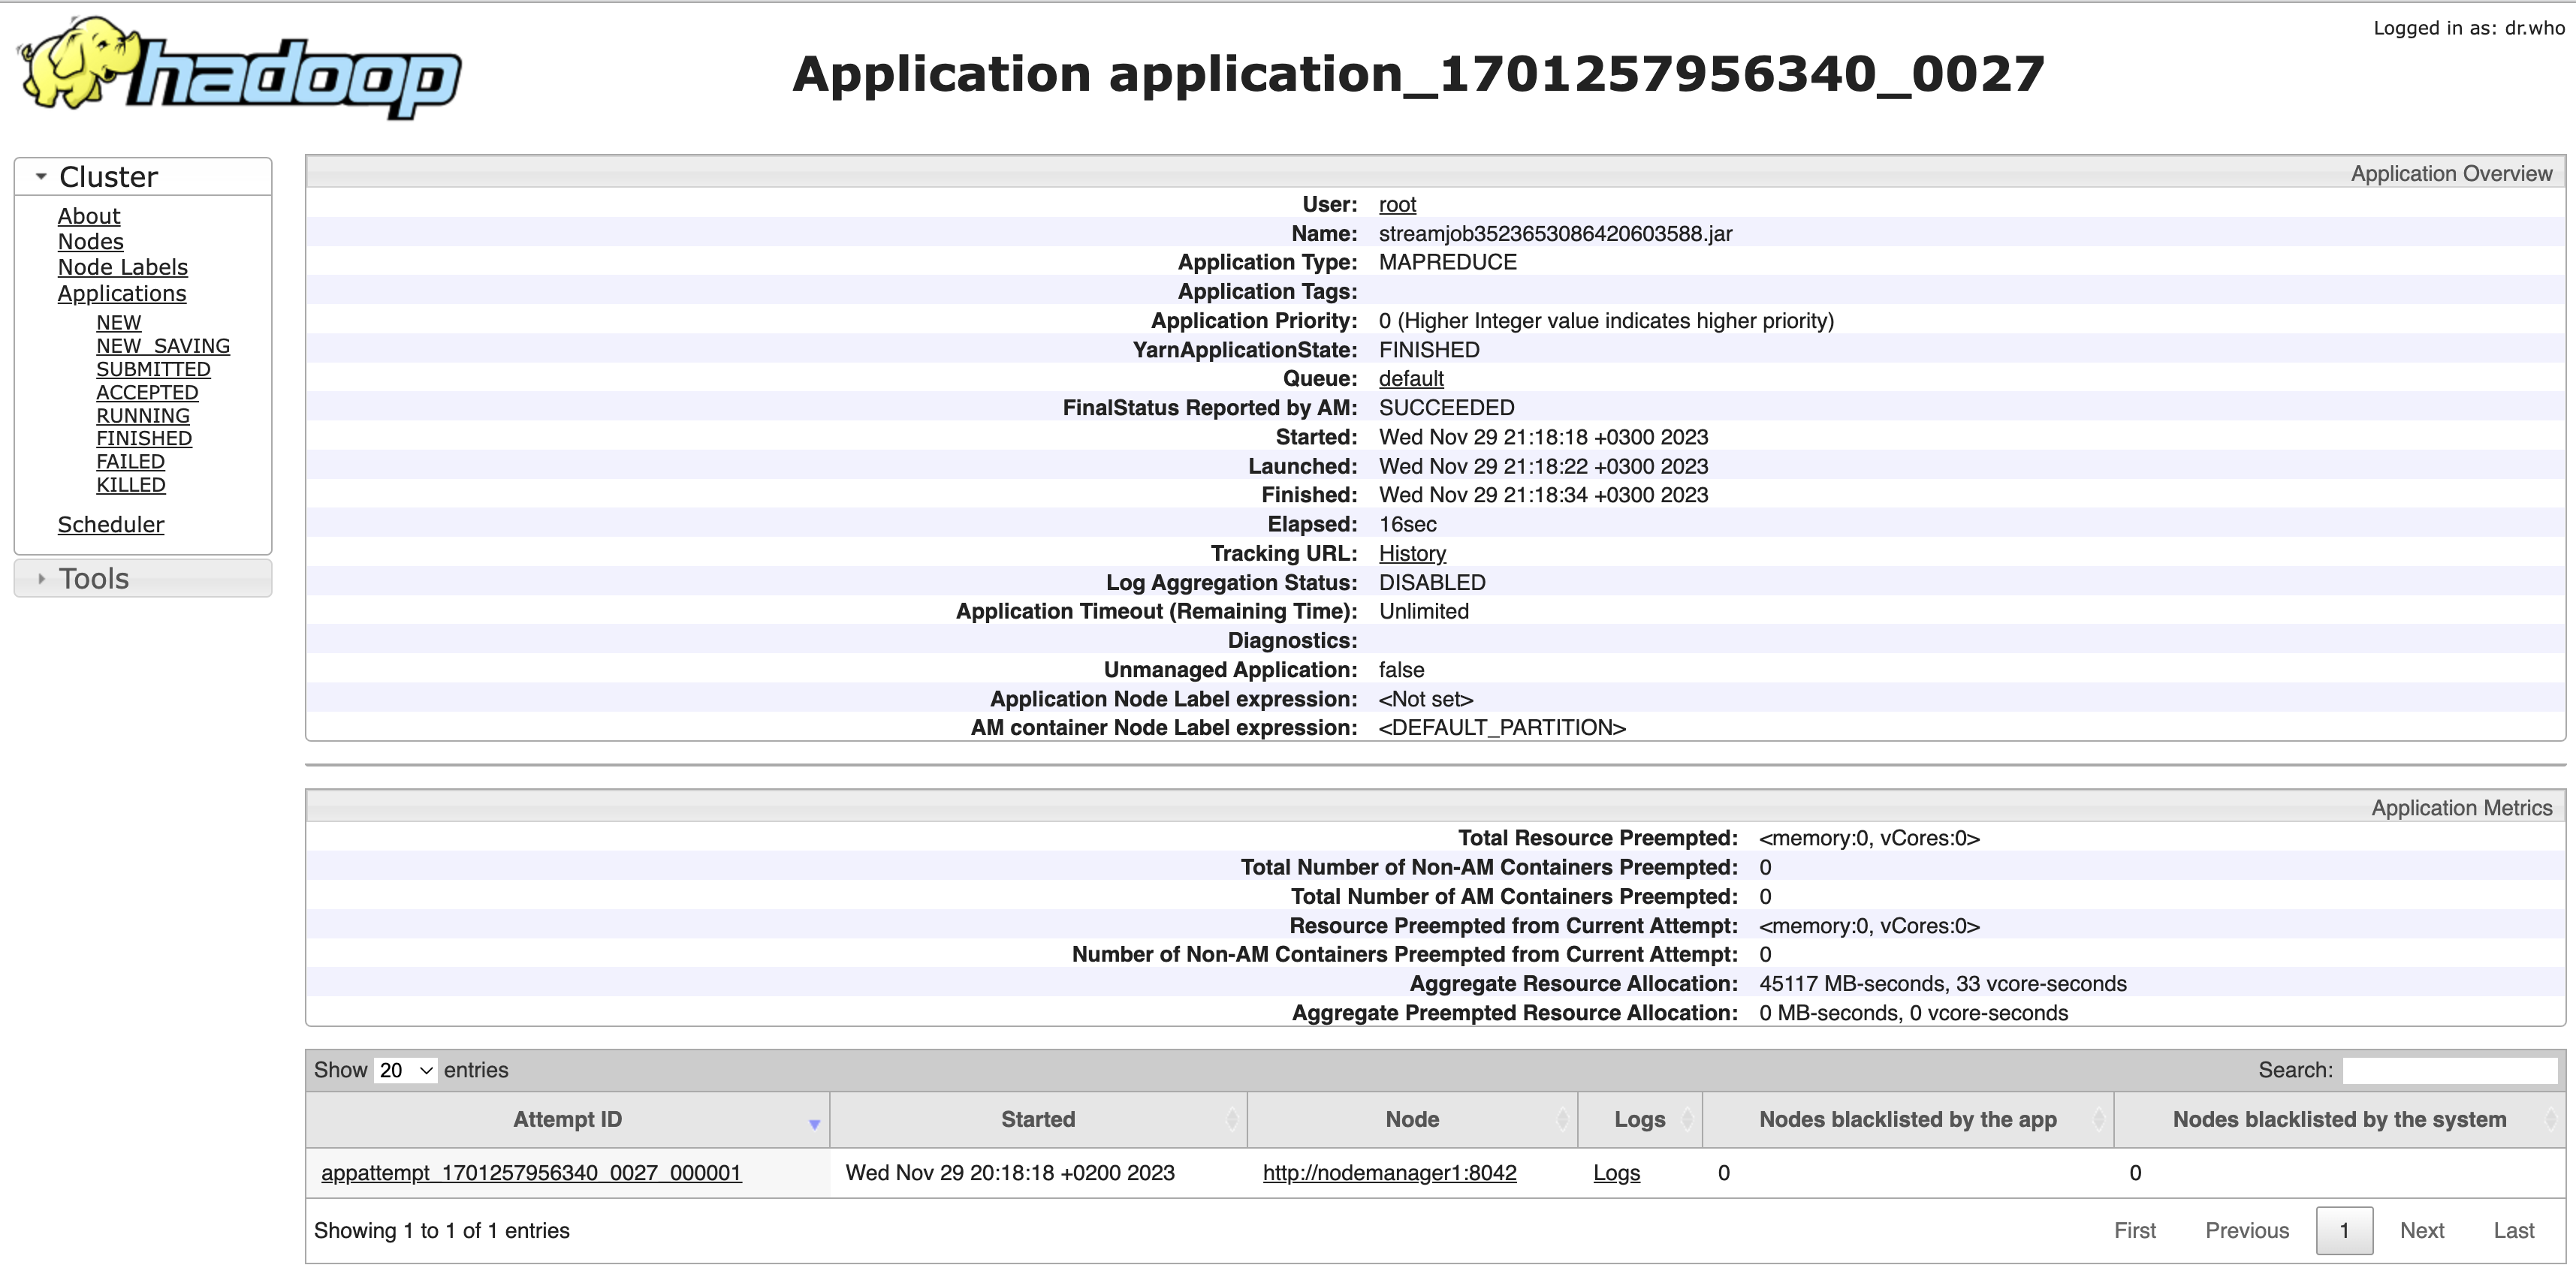 Logged in as: dr.who
hadoop
Application application_1701257956340_0027
Cluster
About
Nodes
Node Labels
Applications
NEW
NEW_SAVING
SUBMITTED
ACCEPTED
RUNNING
FINISHED
FAILED
KILLED
Scheduler
Tools
Application Overview
User: root
Name: streamjob3523653086420603588.jar
Application Type: MAPREDUCE
Application Tags:
Application Priority: 0 (Higher Integer value indicates higher priority)
YarnApplicationState: FINISHED
Queue: default
FinalStatus Reported by AM: SUCCEEDED
Started: Wed Nov 29 21:18:18 +0300 2023
Launched: Wed Nov 29 21:18:22 +0300 2023
Finished: Wed Nov 29 21:18:34 +0300 2023
Elapsed: 16sec
Tracking URL: History
Log Aggregation Status: DISABLED
Application Timeout (Remaining Time): Unlimited
Diagnostics:
Unmanaged Application: false
Application Node Label expression: <Not set>
AM container Node Label expression: <DEFAULT_PARTITION>
Application Metrics
Total Resource Preempted: <memory:0, vCores:0>
Total Number of Non-AM Containers Preempted: 0
Total Number of AM Containers Preempted: 0
Resource Preempted from Current Attempt: <memory:0, vCores:0>
Number of Non-AM Containers Preempted from Current Attempt: 0
Aggregate Resource Allocation: 45117 MB-seconds, 33 vcore-seconds
Aggregate Preempted Resource Allocation: 0 MB-seconds, 0 vcore-seconds
Show 20 entries Search:
Attempt ID Started Node Logs Nodes blacklisted by the app Nodes blacklisted by the system
appattempt_1701257956340_0027_000001 Wed Nov 29 20:18:18 +0200 2023 http://nodemanager1:8042 Logs 0 0
Showing 1 to 1 of 1 entries First Previous 1 Next Last